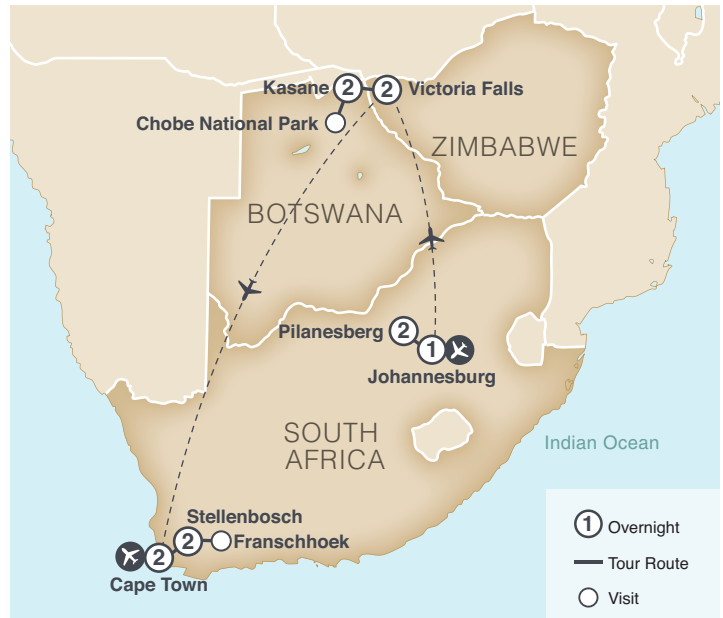 Kasane 2 2 Victoria Falls
Chobe National Park
ZIMBABWE
BOTSWANA
Pilanesberg 2
1
Johannesburg
SOUTH
AFRICA
Indian Ocean
Stellenbosch
2 Franschhoek
2
Cape Town
1 Overnight
Tour Route
Visit